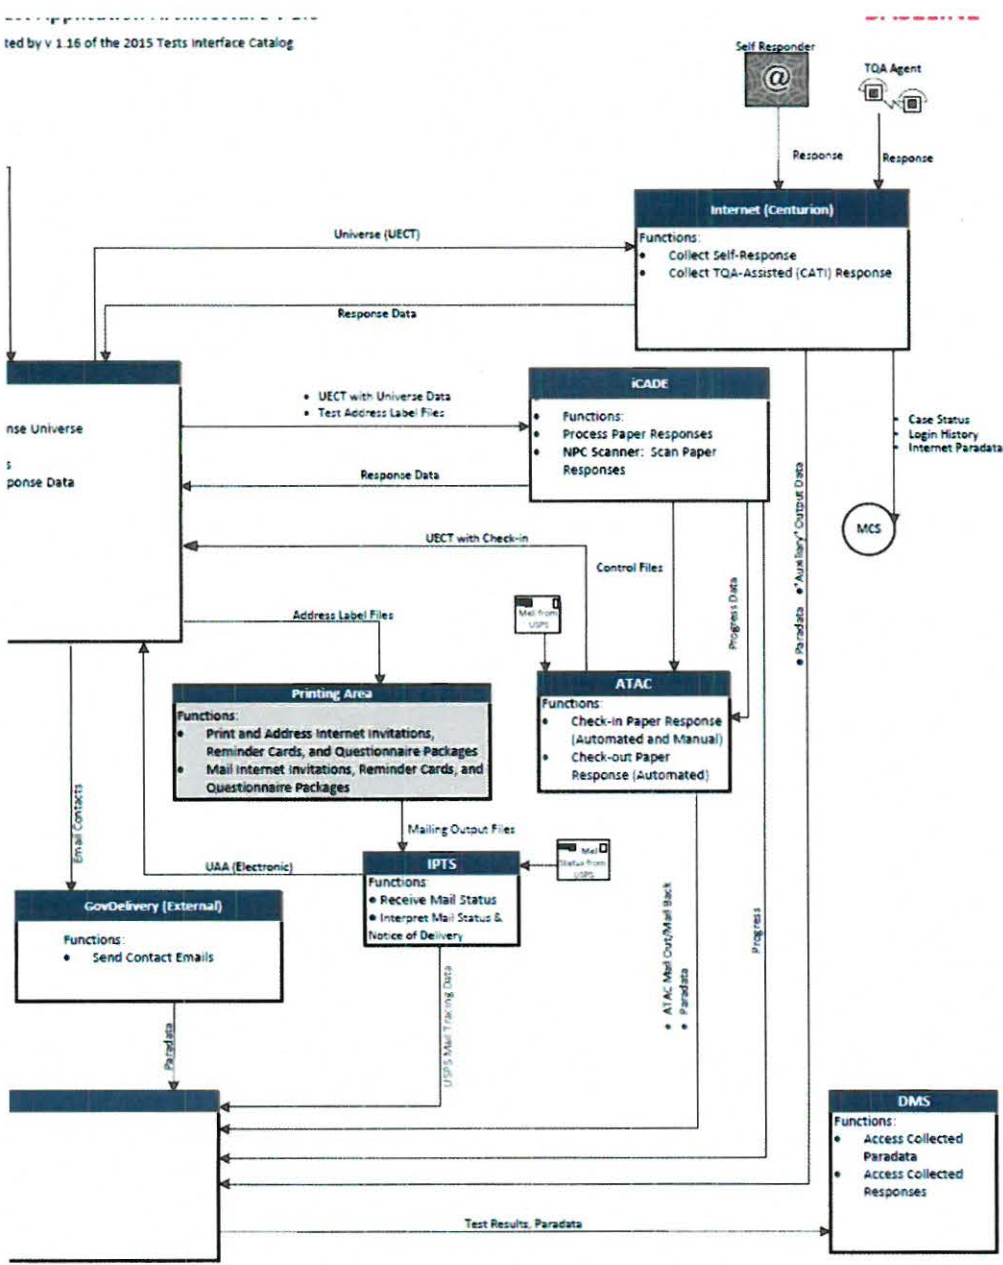 ted by v 1.16 of the 2015 Tests Interface Catalog
Self Responder
@
TQA Agent
Response
Response
Internet (Centurion)
Functions:
• Collect Self-Response
• Collect TQA-Assisted (CATI) Response
Universe (UECT)
Response Data
nse Universe
s
ponse Data
• UECT with Universe Data
• Test Address Label Files
iCADE
• Functions:
• Process Paper Responses
• NPC Scanner: Scan Paper
Responses
Response Data
• Case Status
• Login History
• Internet Paradata
MCS
UECT with Check-in
Control Files
Progress Data
• Paradata •"Auxiliary" Output Data
Mail from
USPS
Address Label Files
Printing Area
Functions:
• Print and Address Internet Invitations,
Reminder Cards, and Questionnaire Packages
• Mail Internet Invitations, Reminder Cards, and
Questionnaire Packages
ATAC
Functions:
• Check-in Paper Response
(Automated and Manual)
• Check-out Paper
Response (Automated)
Email Contacts
Mailing Output Files
UAA (Electronic)
IPTS
Functions:
• Receive Mail Status
• Interpret Mail Status &
Notice of Delivery
Mail
Status from
USPS
GovDelivery (External)
Functions:
• Send Contact Emails
Paradata
USPS Mail Tracing Data
• ATAC Mail Out/Mail Back
• Paradata
Progress
DMS
Functions:
• Access Collected
Paradata
• Access Collected
Responses
Test Results, Paradata